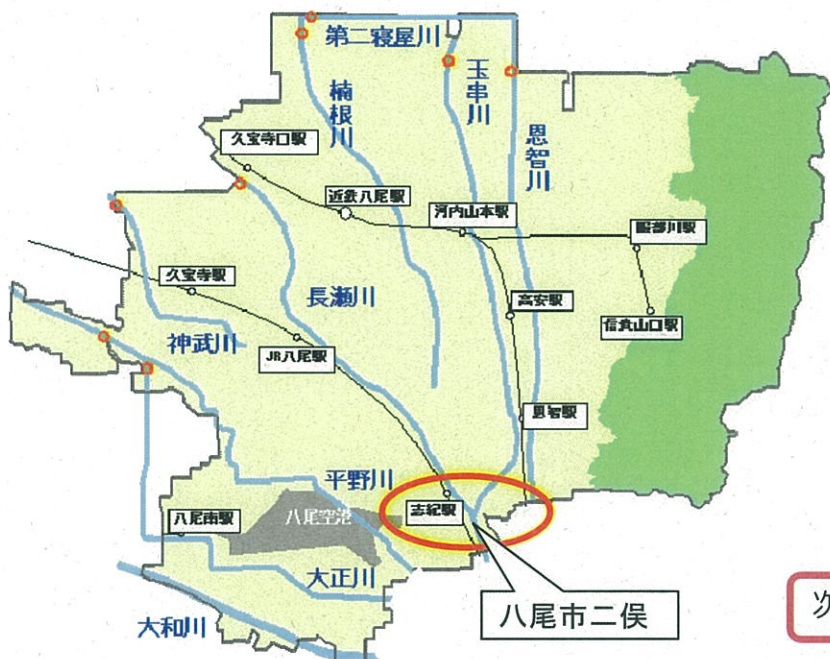 第二寝屋川
楠根川
玉串川
恩智川
久宝寺口駅
近鉄八尾駅
河内山本駅
服部川駅
久宝寺駅
長瀬川
高安駅
信貴山口駅
神武川
JR八尾駅
恩智駅
平野川
志紀駅
八尾南駅
八尾空港
大正川
八尾市二俣
大和川
次